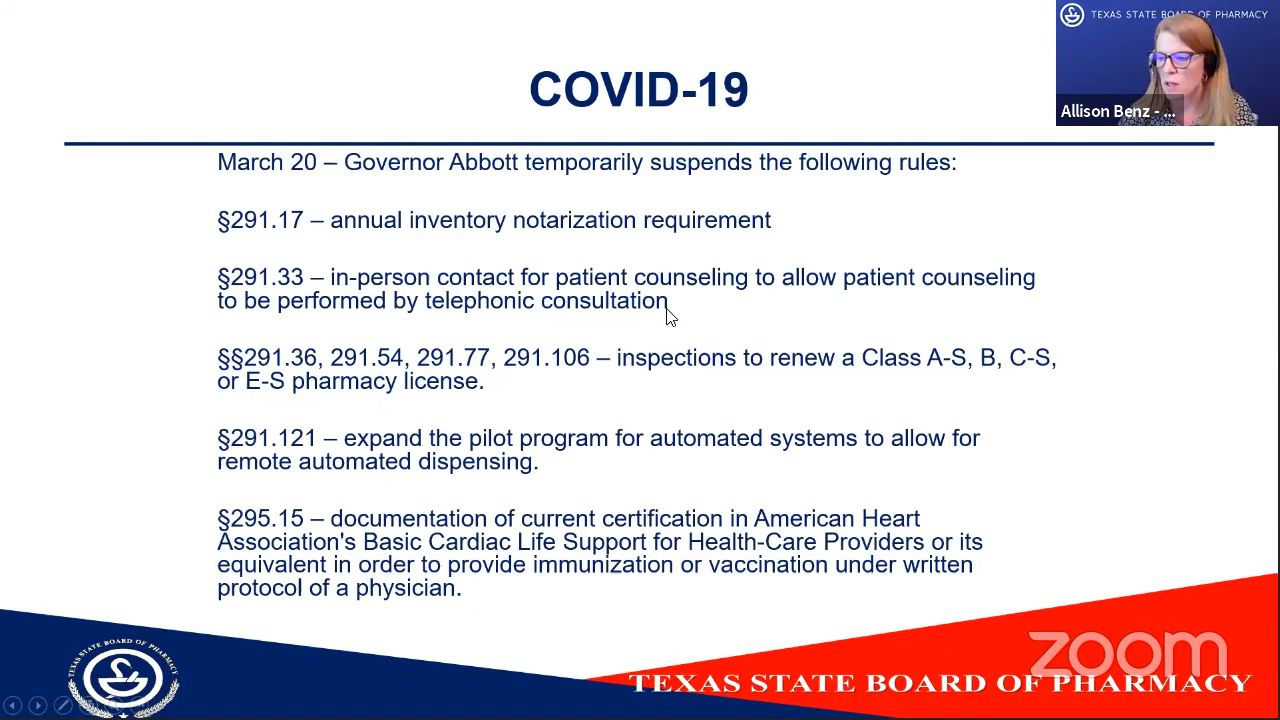 TEXAS STATE BOARD OF PHARMACY
Allison Benz - ...
COVID-19
March 20 – Governor Abbott temporarily suspends the following rules:
§291.17 – annual inventory notarization requirement
§291.33 – in-person contact for patient counseling to allow patient counseling
to be performed by telephonic consultation
§§291.36, 291.54, 291.77, 291.106 – inspections to renew a Class A-S, B, C-S,
or E-S pharmacy license.
§291.121 – expand the pilot program for automated systems to allow for
remote automated dispensing.
§295.15 – documentation of current certification in American Heart
Association's Basic Cardiac Life Support for Health-Care Providers or its
equivalent in order to provide immunization or vaccination under written
protocol of a physician.
TEXAS STATE BOARD OF PHARMACY
zoom
TEXAS STATE BOARD OF PHARMACY